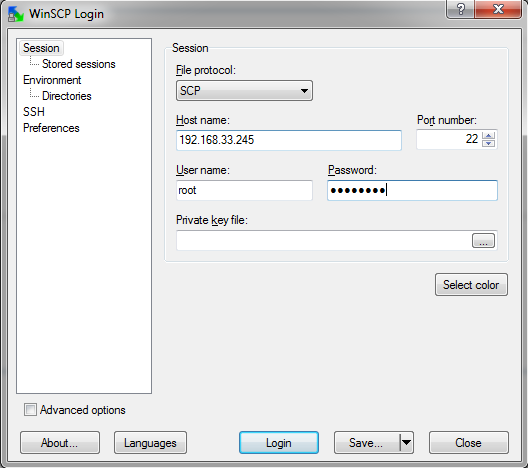 WinSCP Login
Session
Stored sessions
Environment
Directories
SSH
Preferences
Session
File protocol:
SCP
Host name:
Port number:
192.168.33.245
22
User name:
Password:
root
●●●●●●●●
Private key file:
...
Select color
Advanced options
About...
Languages
Login
Save...
Close